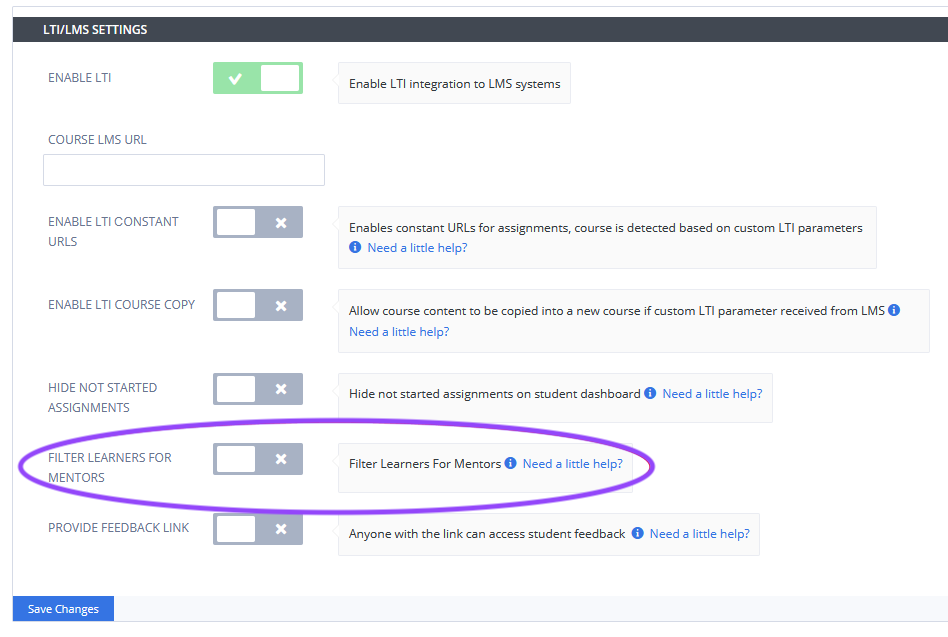 LTI/LMS SETTINGS
ENABLE LTI
Enable LTI integration to LMS systems
COURSE LMS URL
ENABLE LTI CONSTANT
URLS
Enables constant URLs for assignments, course is detected based on custom LTI parameters
Need a little help?
ENABLE LTI COURSE COPY
Allow course content to be copied into a new course if custom LTI parameter received from LMS
Need a little help?
HIDE NOT STARTED
ASSIGNMENTS
Hide not started assignments on student dashboard Need a little help?
FILTER LEARNERS FOR
MENTORS
Filter Learners For Mentors Need a little help?
PROVIDE FEEDBACK LINK
Anyone with the link can access student feedback Need a little help?
Save Changes